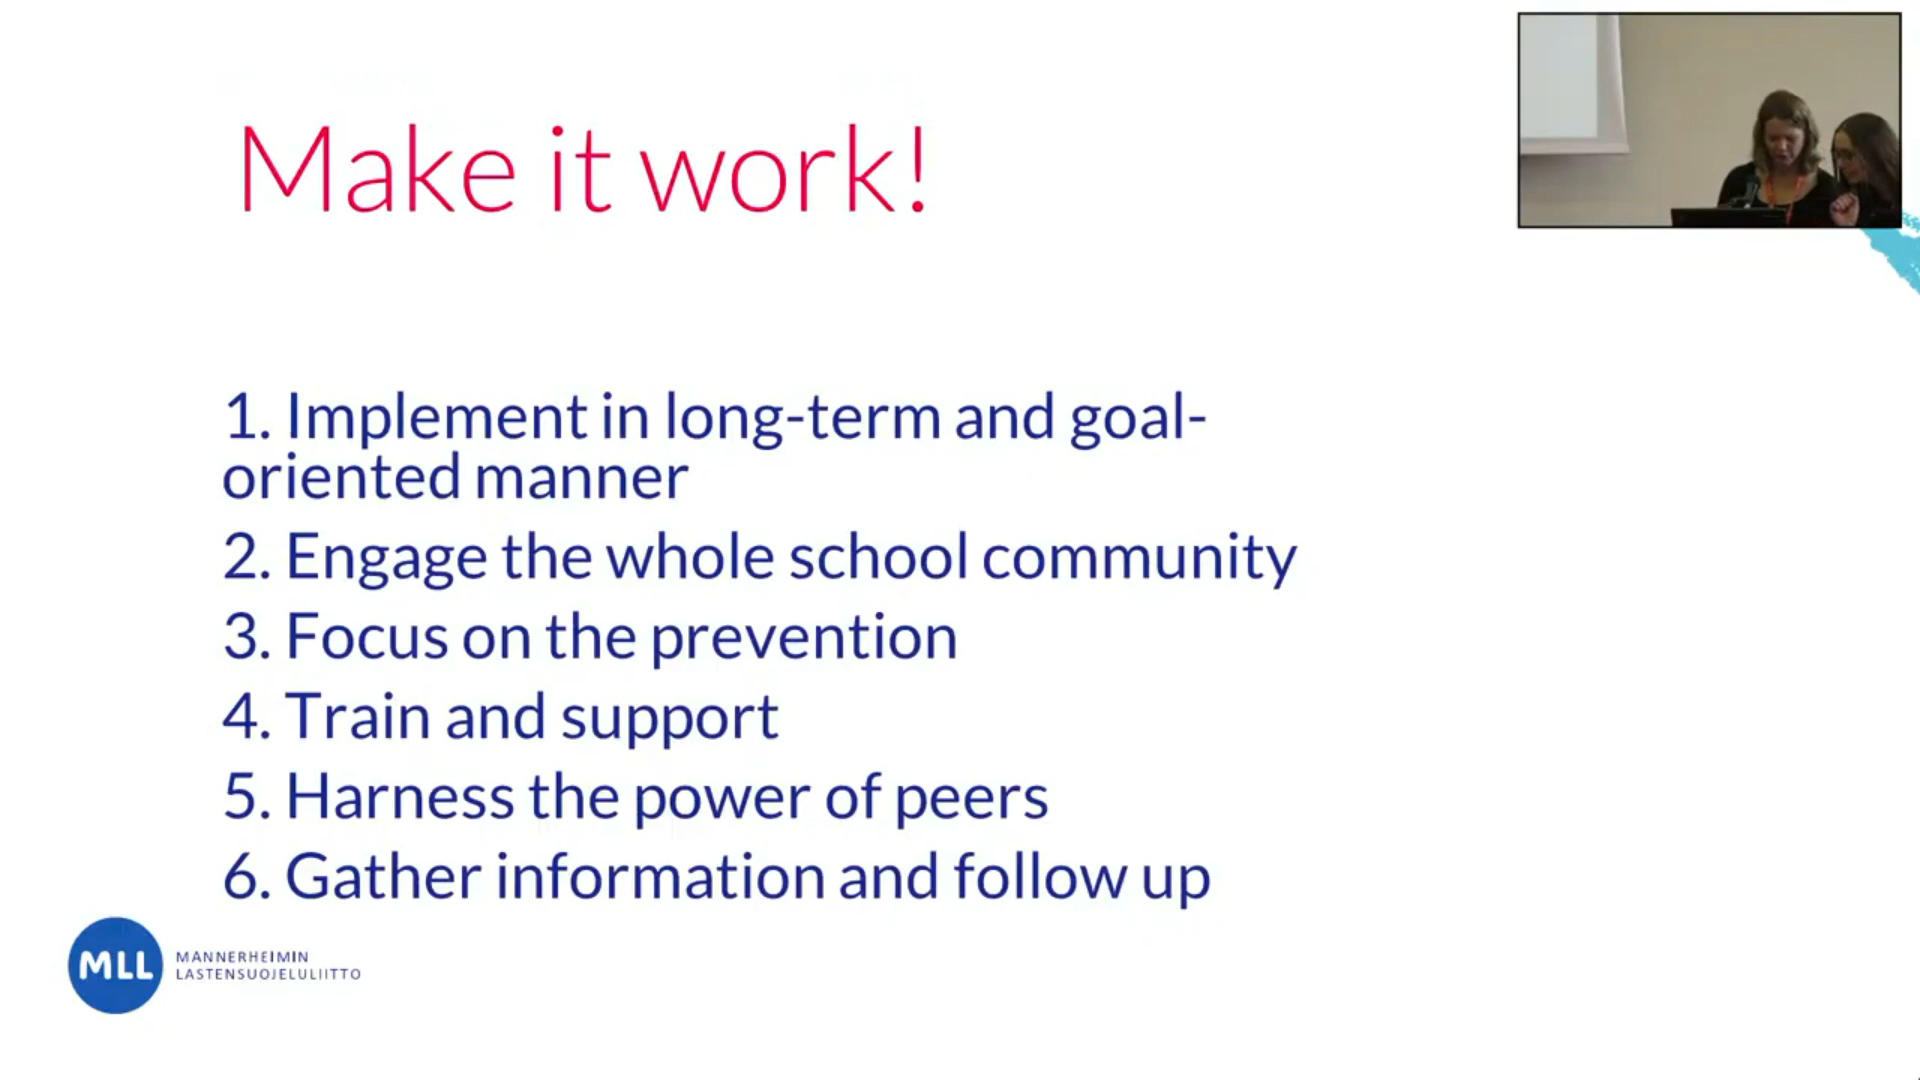 Make it work!
1. Implement in long-term and goal-
oriented manner
2. Engage the whole school community
3. Focus on the prevention
4. Train and support
5. Harness the power of peers
6. Gather information and follow up
MLL
MANNERHEIMIN
LASTENSUOJELULIITTO